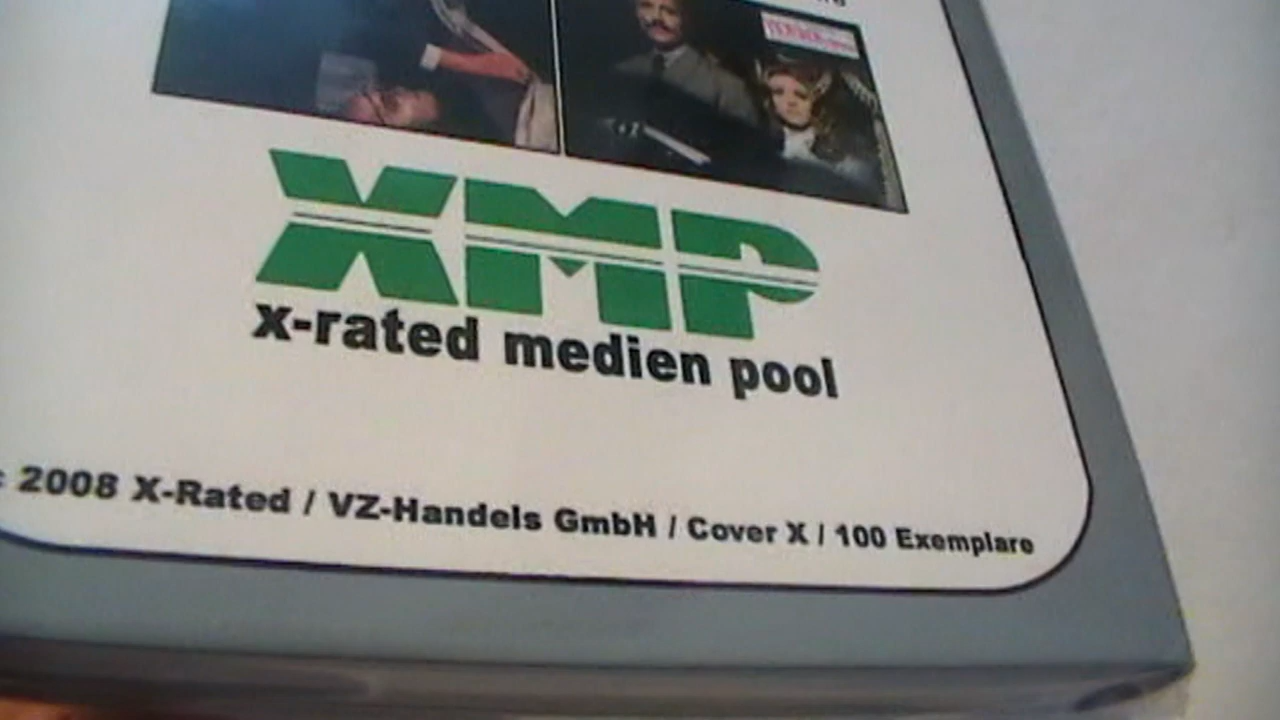 XMP
x-rated medien pool
2008 X-Rated / VZ-Handels GmbH / Cover X / 100 Exemplare